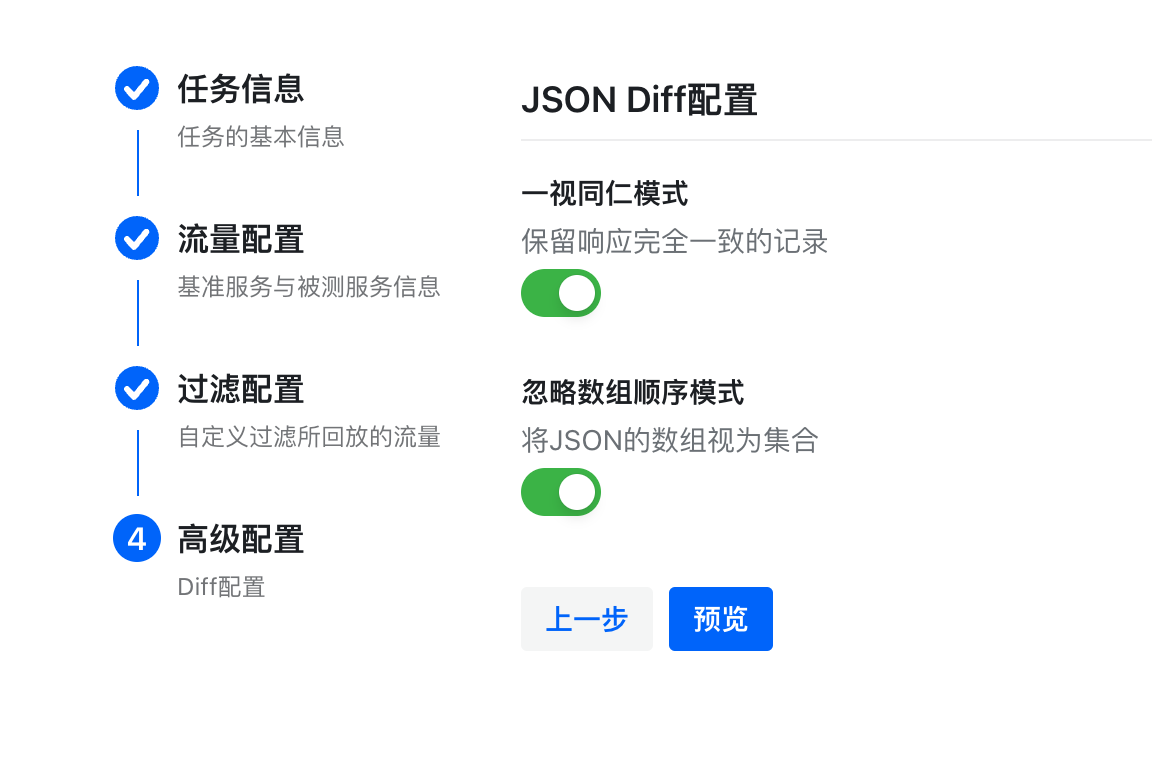 任务信息
任务的基本信息
流量配置
基准服务与被测服务信息
过滤配置
自定义过滤所回放的流量
4 高级配置
Diff配置
JSON Diff配置
一视同仁模式
保留响应完全一致的记录
忽略数组顺序模式
将JSON的数组视为集合
上一步 预览